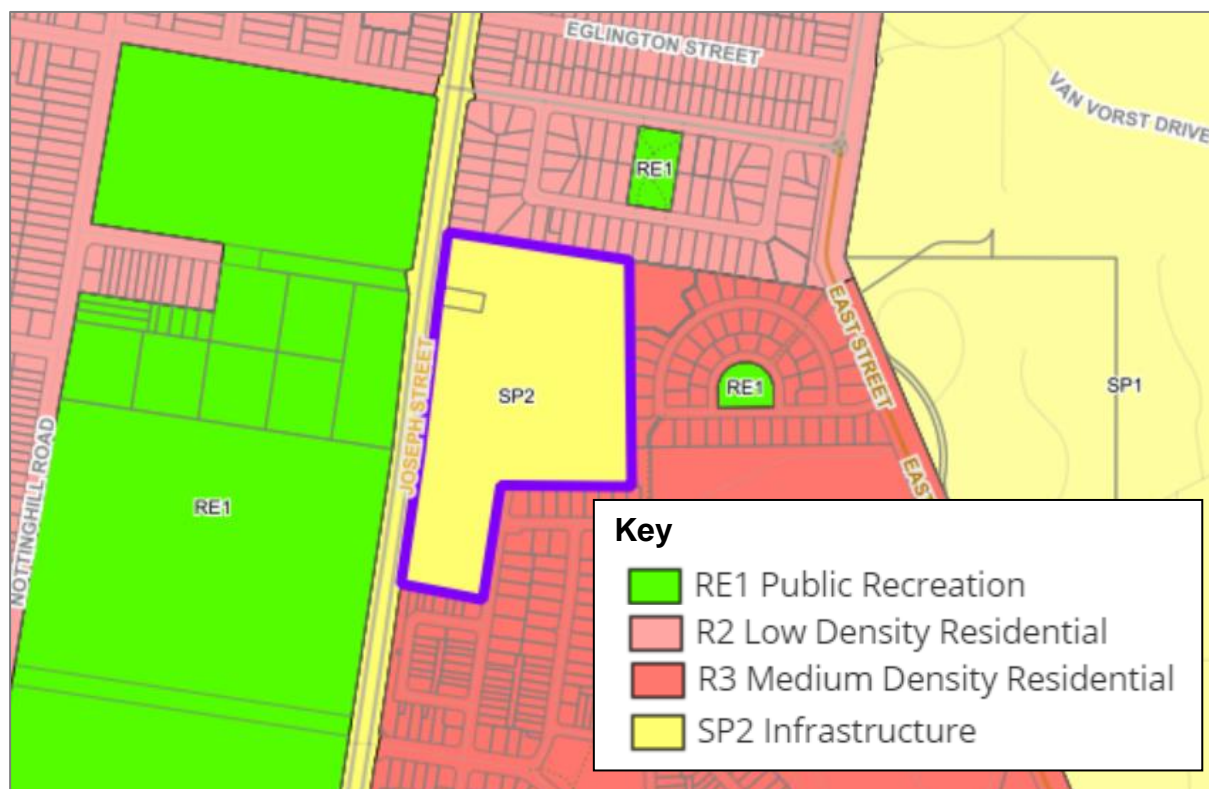 EGLINGTON STREET
VAN VORST DRIVE
RE1
EAST STREET
JOSEPH STREET
SP2
RE1
SP1
NOTTINGHILL ROAD
RE1
EAST
Key
RE1 Public Recreation
R2 Low Density Residential
R3 Medium Density Residential
SP2 Infrastructure